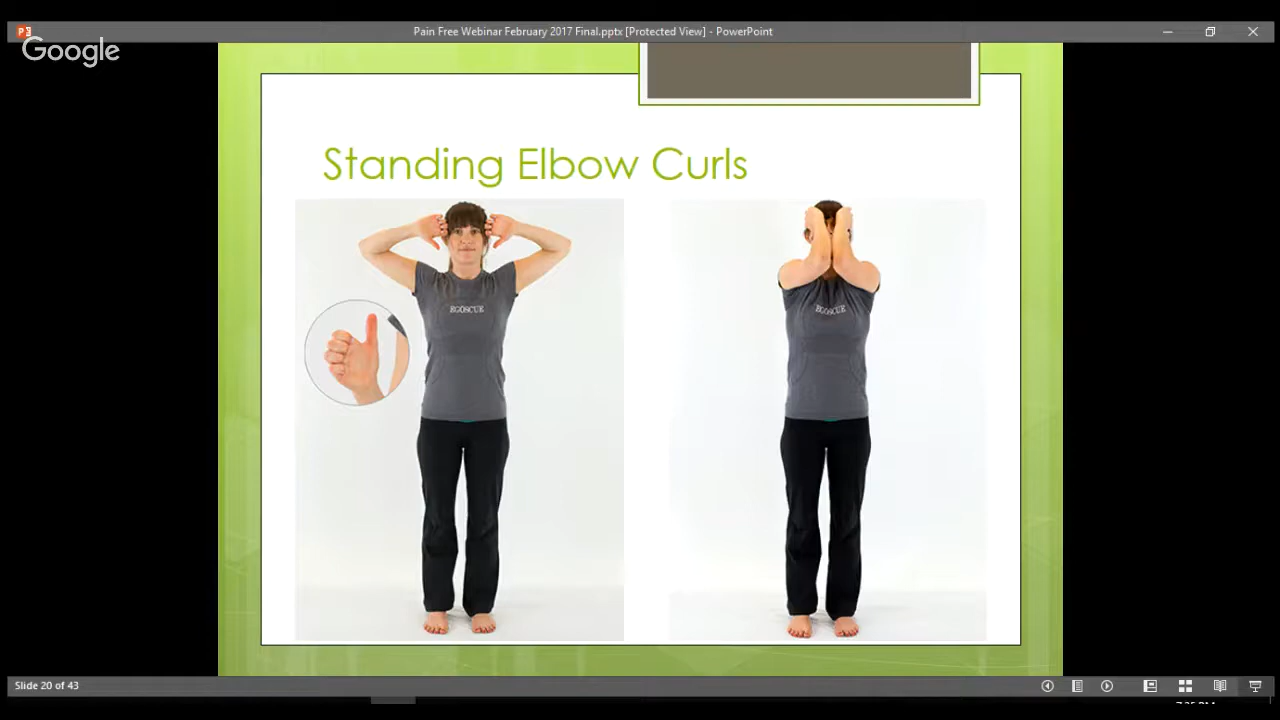 Pain Free Webinar February 2017 Final.pptx [Protected View] - PowerPoint
Google
Standing Elbow Curls
EGOSCUE
EGOSCUE
Slide 20 of 43